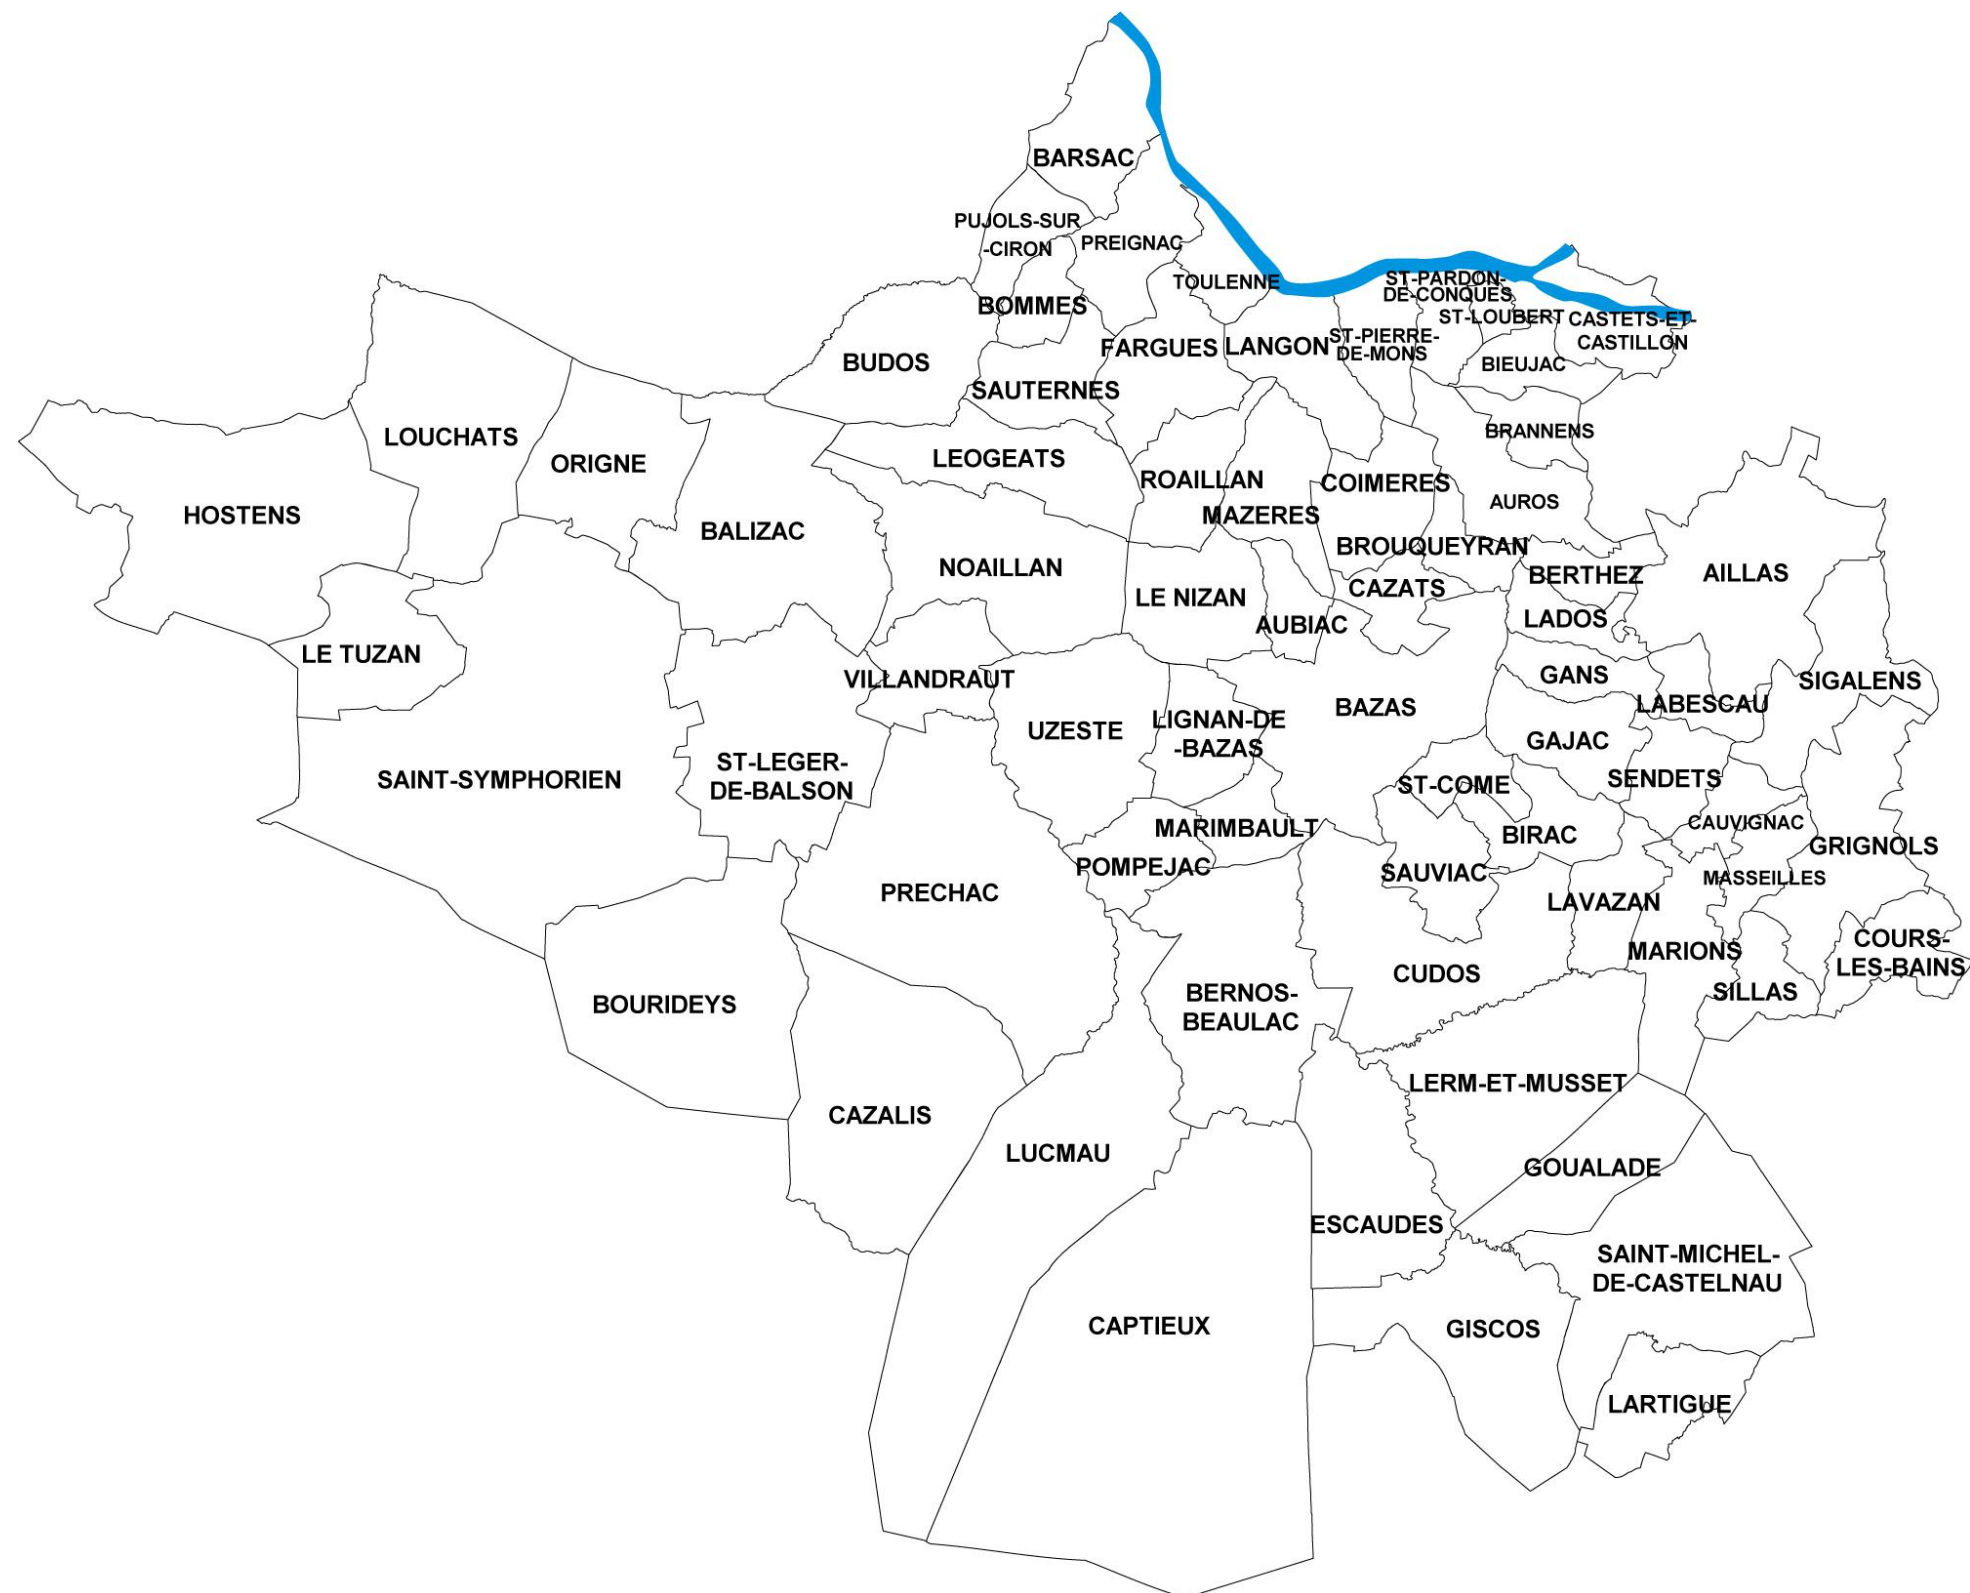 BARSAC
PUJOLS-SUR
-CIRON
PREIGNAC
TOULENNE
ST-PARDON-
DE-CONQUES
BOMMES
ST-LOUBERT
CASTETS-ET-
CASTILLON
BUDOS
FARGUES
LANGON
ST-PIERRE-
DE-MONS
BIEUJAC
SAUTERNES
LOUCHATS
ORIGNE
LEOGEATS
BRANNENS
ROAILLAN
COIMERES
HOSTENS
MAZERES
AUROS
BALIZAC
BROUQUEYRAN
NOAILLAN
BERTHEZ
AILLAS
LE NIZAN
CAZATS
AUBIAC
LADOS
LE TUZAN
VILLANDRAUT
GANS
SIGALENS
BAZAS
LABESCAU
UZESTE
LIGNAN-DE
-BAZAS
GAJAC
SAINT-SYMPHORIEN
ST-LEGER-
DE-BALSON
ST-COME
SENDETS
MARIMBAULT
BIRAC
CAUVIGNAC
GRIGNOLS
POMPEJAC
SAUVIAC
MASSEILLES
PRECHAC
LAVAZAN
MARIONS
COURS-
LES-BAINS
CUDOS
SILLAS
BOURIDEYS
BERNOS-
BEAULAC
LERM-ET-MUSSET
CAZALIS
LUCMAU
GOUALADE
ESCAUDES
SAINT-MICHEL-
DE-CASTELNAU
CAPTIEUX
GISCOS
LARTIGUE